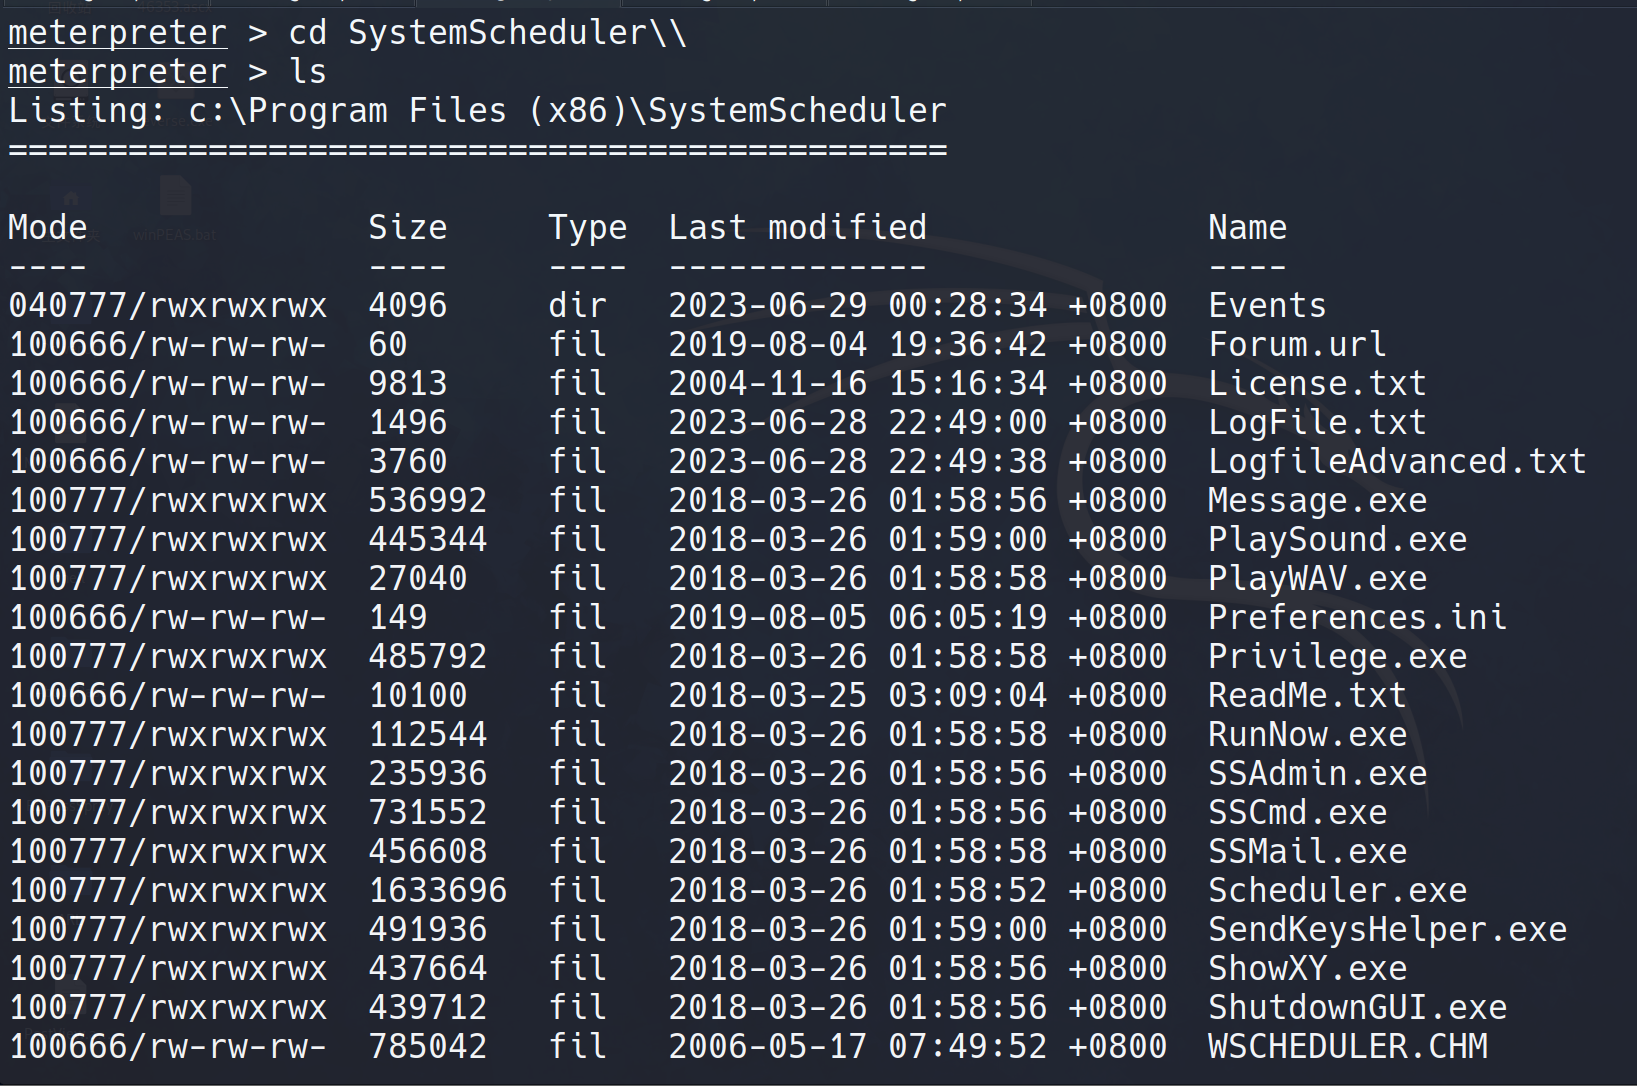 meterpreter > cd SystemScheduler\\
meterpreter > ls
Listing: c:\Program Files (x86)\SystemScheduler
===============================================
Mode              Size     Type  Last modified              Name
----              ----     ----  -------------              ----
040777/rwxrwxrwx  4096     dir   2023-06-29 00:28:34 +0800  Events
100666/rw-rw-rw-  60       fil   2019-08-04 19:36:42 +0800  Forum.url
100666/rw-rw-rw-  9813     fil   2004-11-16 15:16:34 +0800  License.txt
100666/rw-rw-rw-  1496     fil   2023-06-28 22:49:00 +0800  LogFile.txt
100666/rw-rw-rw-  3760     fil   2023-06-28 22:49:38 +0800  LogfileAdvanced.txt
100777/rwxrwxrwx  536992   fil   2018-03-26 01:58:56 +0800  Message.exe
100777/rwxrwxrwx  445344   fil   2018-03-26 01:59:00 +0800  PlaySound.exe
100777/rwxrwxrwx  27040    fil   2018-03-26 01:58:58 +0800  PlayWAV.exe
100666/rw-rw-rw-  149      fil   2019-08-05 06:05:19 +0800  Preferences.ini
100777/rwxrwxrwx  485792   fil   2018-03-26 01:58:58 +0800  Privilege.exe
100666/rw-rw-rw-  10100    fil   2018-03-25 03:09:04 +0800  ReadMe.txt
100777/rwxrwxrwx  112544   fil   2018-03-26 01:58:58 +0800  RunNow.exe
100777/rwxrwxrwx  235936   fil   2018-03-26 01:58:56 +0800  SSAdmin.exe
100777/rwxrwxrwx  731552   fil   2018-03-26 01:58:56 +0800  SSCmd.exe
100777/rwxrwxrwx  456608   fil   2018-03-26 01:58:58 +0800  SSMail.exe
100777/rwxrwxrwx  1633696  fil   2018-03-26 01:58:52 +0800  Scheduler.exe
100777/rwxrwxrwx  491936   fil   2018-03-26 01:59:00 +0800  SendKeysHelper.exe
100777/rwxrwxrwx  437664   fil   2018-03-26 01:58:56 +0800  ShowXY.exe
100777/rwxrwxrwx  439712   fil   2018-03-26 01:58:56 +0800  ShutdownGUI.exe
100666/rw-rw-rw-  785042   fil   2006-05-17 07:49:52 +0800  WSCHEDULER.CHM
winPEAS.bat